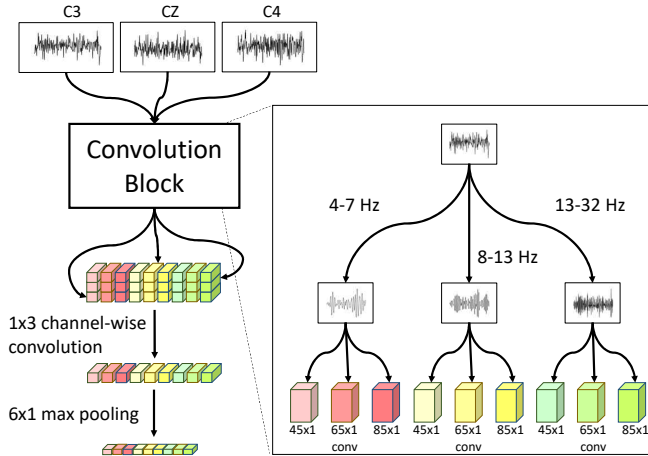 C3 CZ C4
Convolution
Block
4-7 Hz
13-32 Hz
8-13 Hz
1x3 channel-wise
convolution
6x1 max pooling
45x1 65x1 85x1 45x1 65x1 85x1 45x1 65x1 85x1
conv conv conv